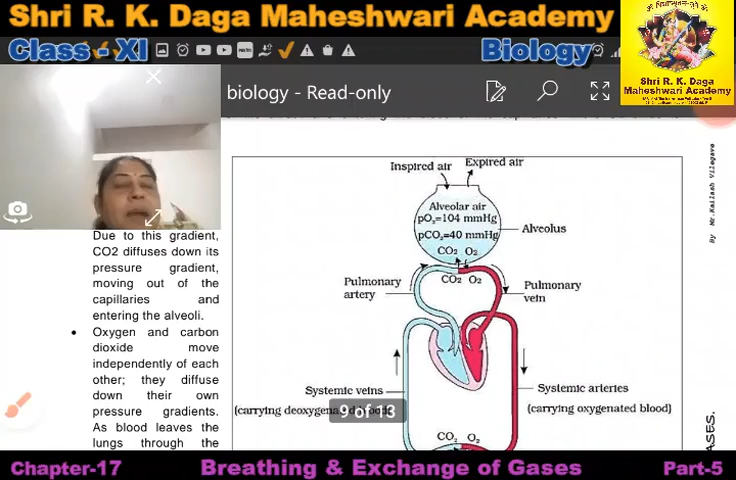 Shri R. K. Daga Maheshwari Academy
Class - XI
Biology
Shri R. K. Daga
Maheshwari Academy
biology - Read-only
Inspired air
Expired air
Alveolar air
pO2=104 mmHg
pCO2=40 mmHg
CO2 O2
Alveolus
CO2 O2
Pulmonary
artery
Pulmonary
vein
Systemic veins
(carrying deoxygena
Systemic arteries
(carrying oxygenated blood)
CO2 O2
9 of 13
Due to this gradient,
CO2 diffuses down its
pressure gradient,
moving out of the
capillaries and
entering the alveoli.
• Oxygen and carbon
dioxide move
independently of each
other; they diffuse
down their own
pressure gradients.
As blood leaves the
lungs through the
By Mr.Kailash Vilegave
ASES.
Chapter-17
Breathing & Exchange of Gases
Part-5